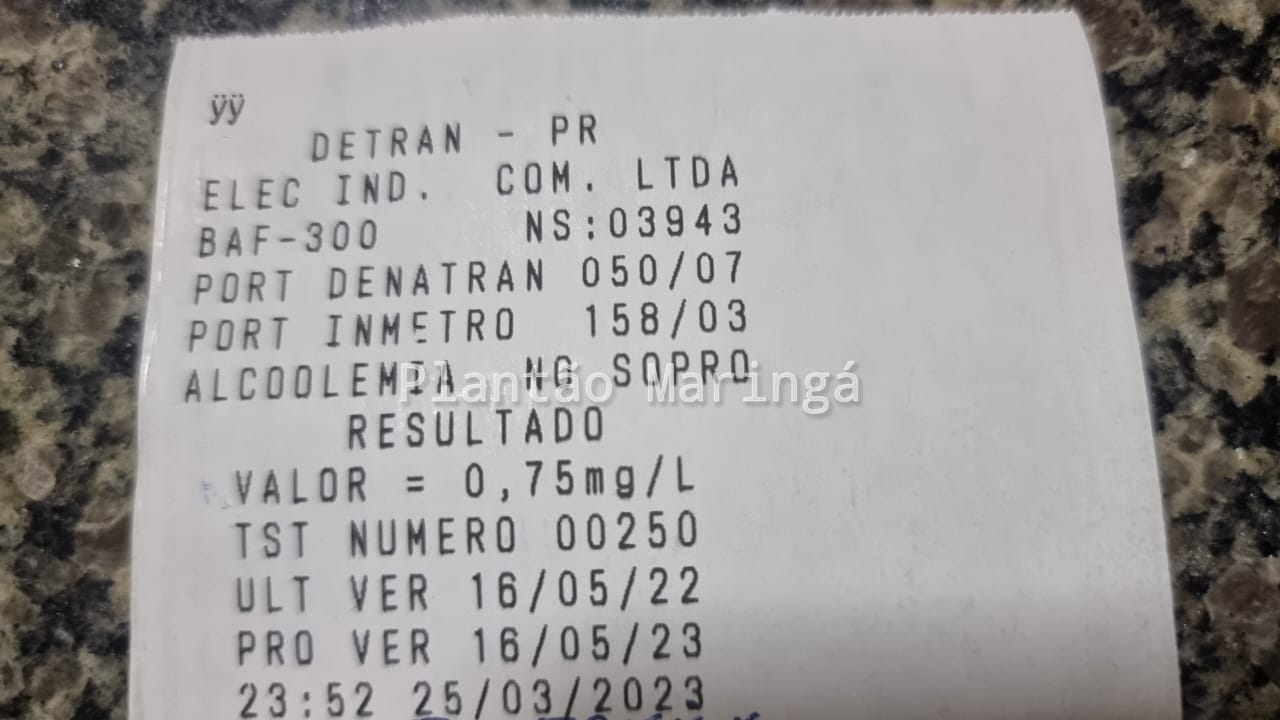 ÿÿ
DETRAN - PR
ELEC IND. COM. LTDA
BAF-300 NS:03943
PORT DENATRAN 050/07
PORT INMETRO 158/03
ALCOOLEMIA NG SOPRO
Plantão Maringá
RESULTADO
VALOR = 0,75mg/L
TST NUMERO 00250
ULT VER 16/05/22
PRO VER 16/05/23
23:52 25/03/2023